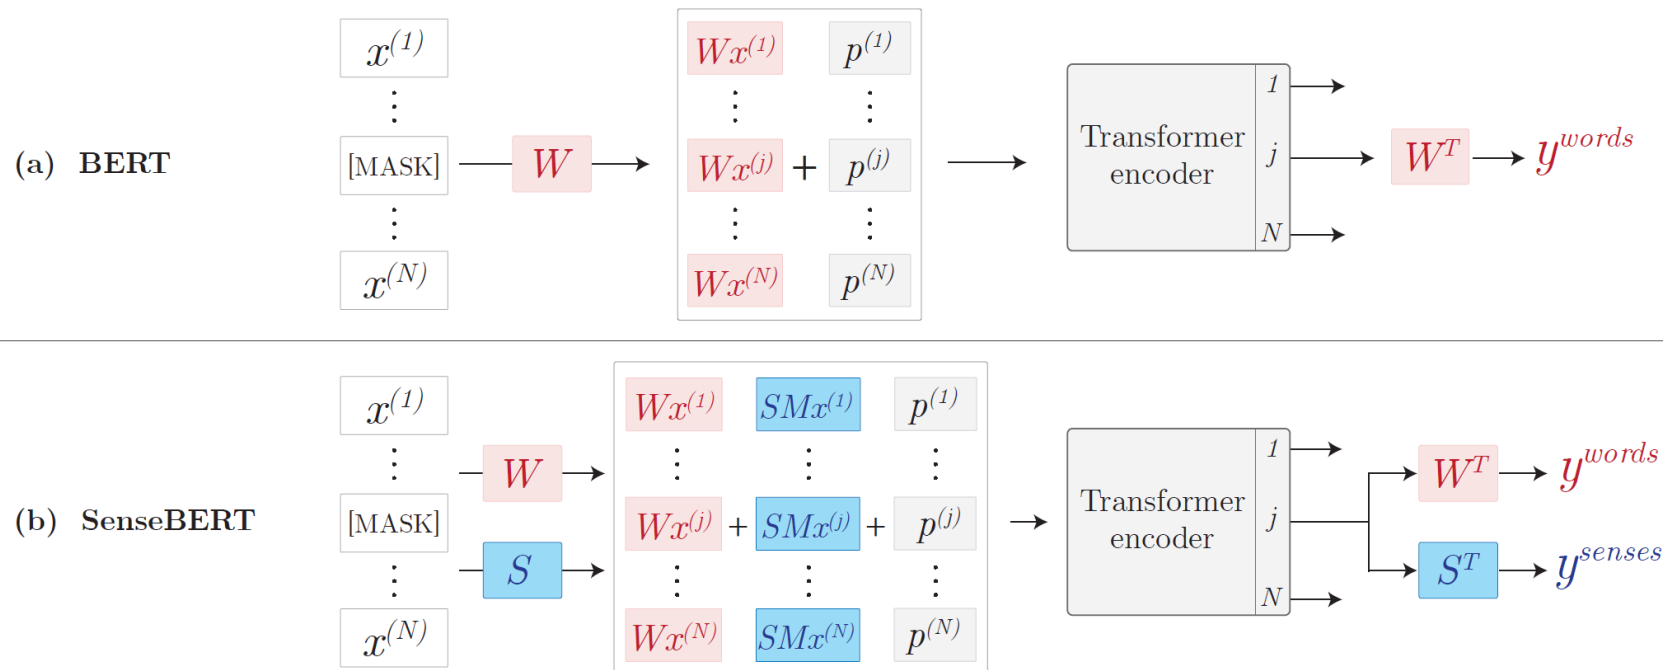 (a) BERT
x^(1)
[MASK]
x^(N)
W
Wx^(1) p^(1)
Wx^(j) + p^(j)
Wx^(N) p^(N)
Transformer
encoder
1
j
N
W^T
y^words
(b) SenseBERT
x^(1)
[MASK]
x^(N)
W
S
Wx^(1) SMx^(1) p^(1)
Wx^(j) + SMx^(j) + p^(j)
Wx^(N) SMx^(N) p^(N)
Transformer
encoder
1
j
N
W^T
y^words
S^T
y^senses